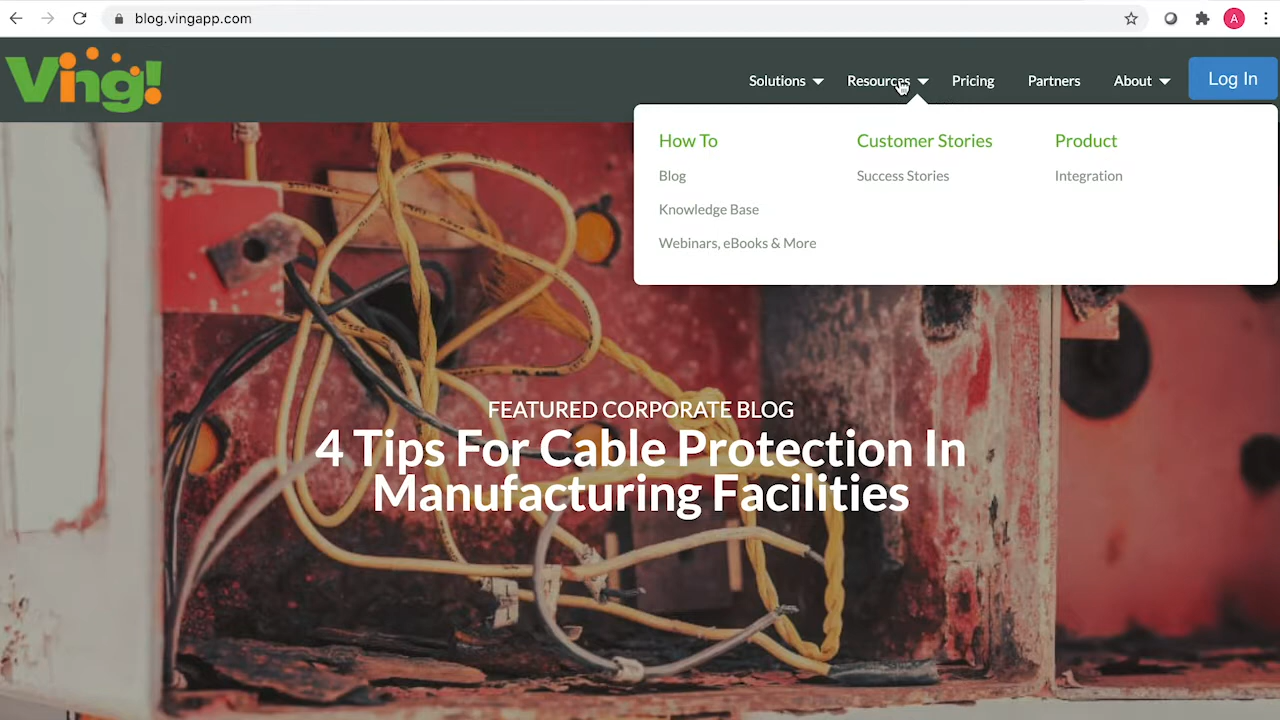 blog.vingapp.com
A
Ving!
Solutions
Resources
Pricing
Partners
About
Log In
How To
Customer Stories
Product
Blog
Success Stories
Integration
Knowledge Base
Webinars, eBooks & More
FEATURED CORPORATE BLOG
4 Tips For Cable Protection In
Manufacturing Facilities